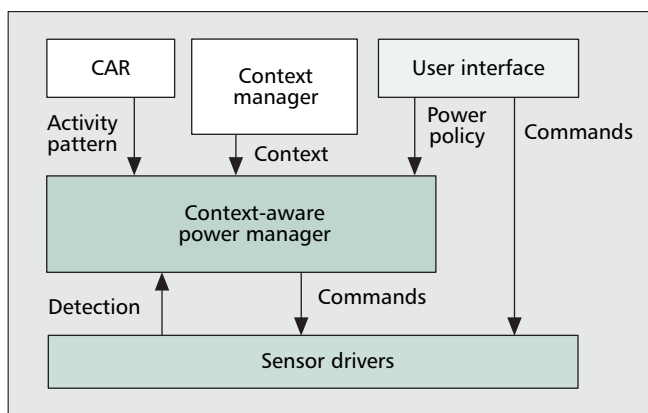 CAR
Context
manager
User interface
Activity
pattern
Context
Power
policy
Commands
Context-aware
power manager
Detection
Commands
Sensor drivers